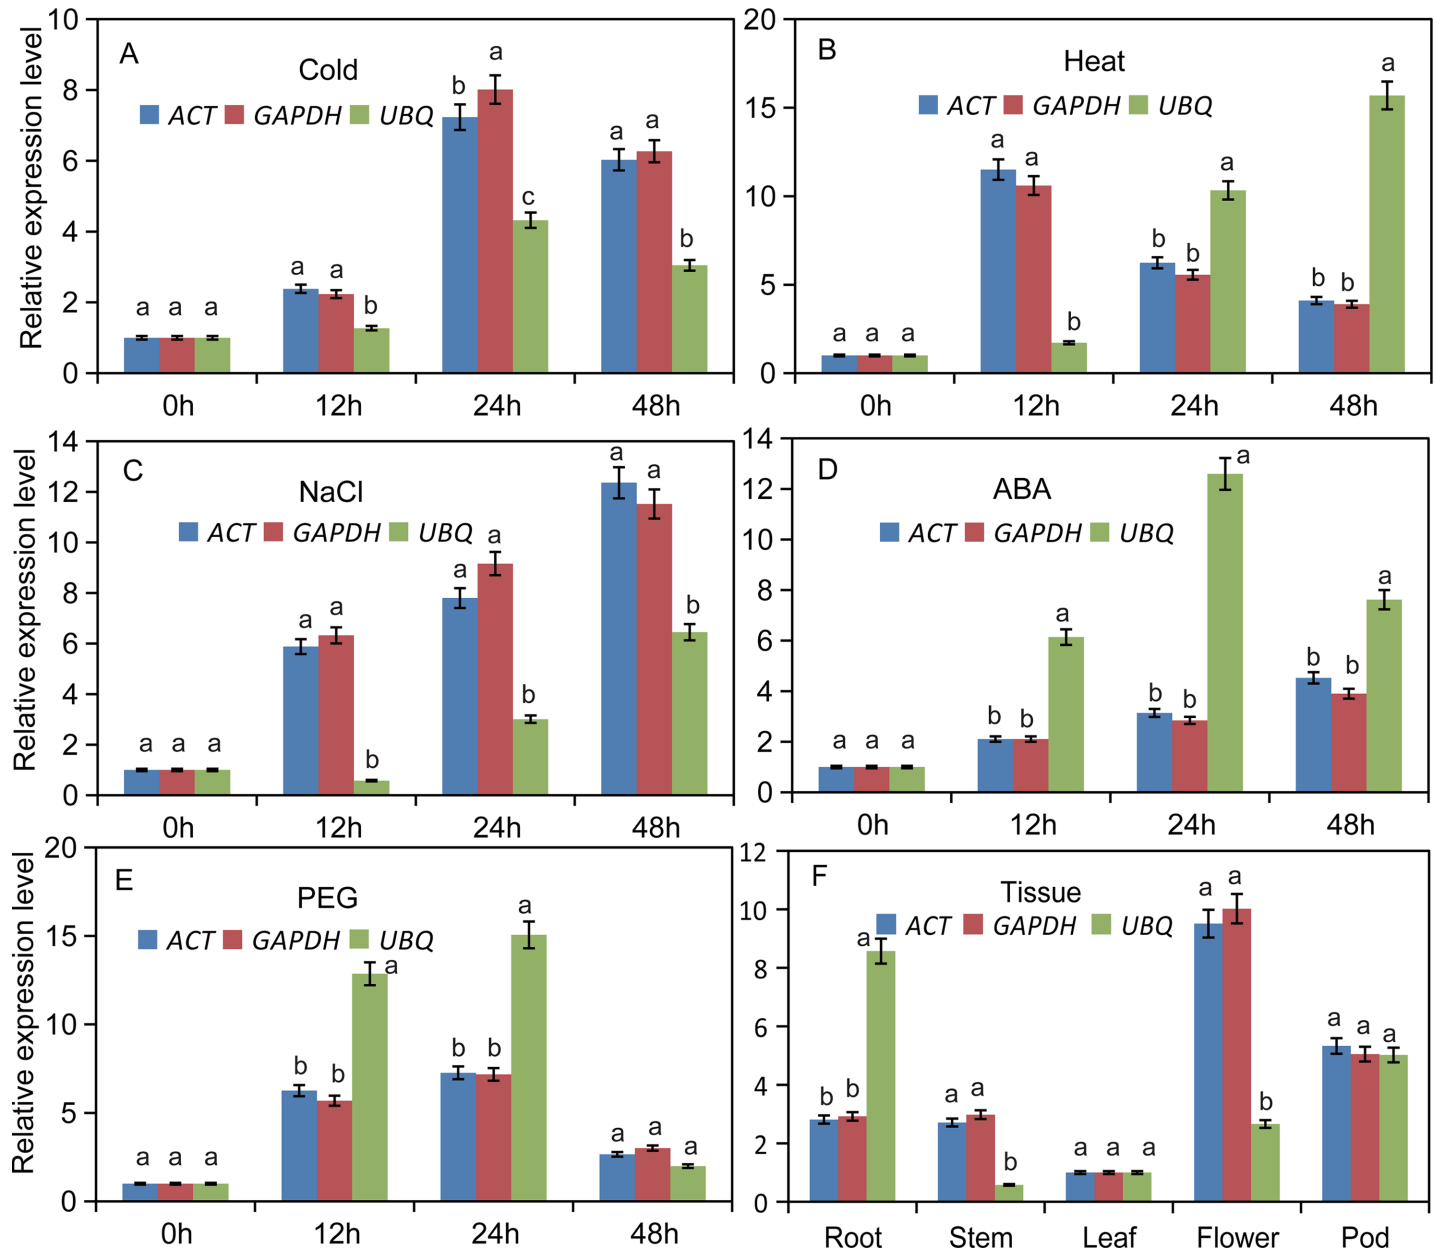 A
Cold
ACT GAPDH UBQ
Relative expression level
10
8
6
4
2
0
a a a
a a b
b a c
a a b
0h 12h 24h 48h
B
Heat
ACT GAPDH UBQ
20
15
10
5
0
a a a
a a b
b b a
b b a
0h 12h 24h 48h
C
NaCl
ACT GAPDH UBQ
Relative expression level
14
12
10
8
6
4
2
0
a a a
a a b
a a b
a a b
0h 12h 24h 48h
D
ABA
ACT GAPDH UBQ
14
12
10
8
6
4
2
0
a a a
b b a
b b a
b b a
0h 12h 24h 48h
E
PEG
ACT GAPDH UBQ
Relative expression level
20
15
10
5
0
a a a
b b a
b b a
a a a
0h 12h 24h 48h
F
Tissue
ACT GAPDH UBQ
12
10
8
6
4
2
0
b b a
a a b
a a a
a a b
a a a
Root Stem Leaf Flower Pod